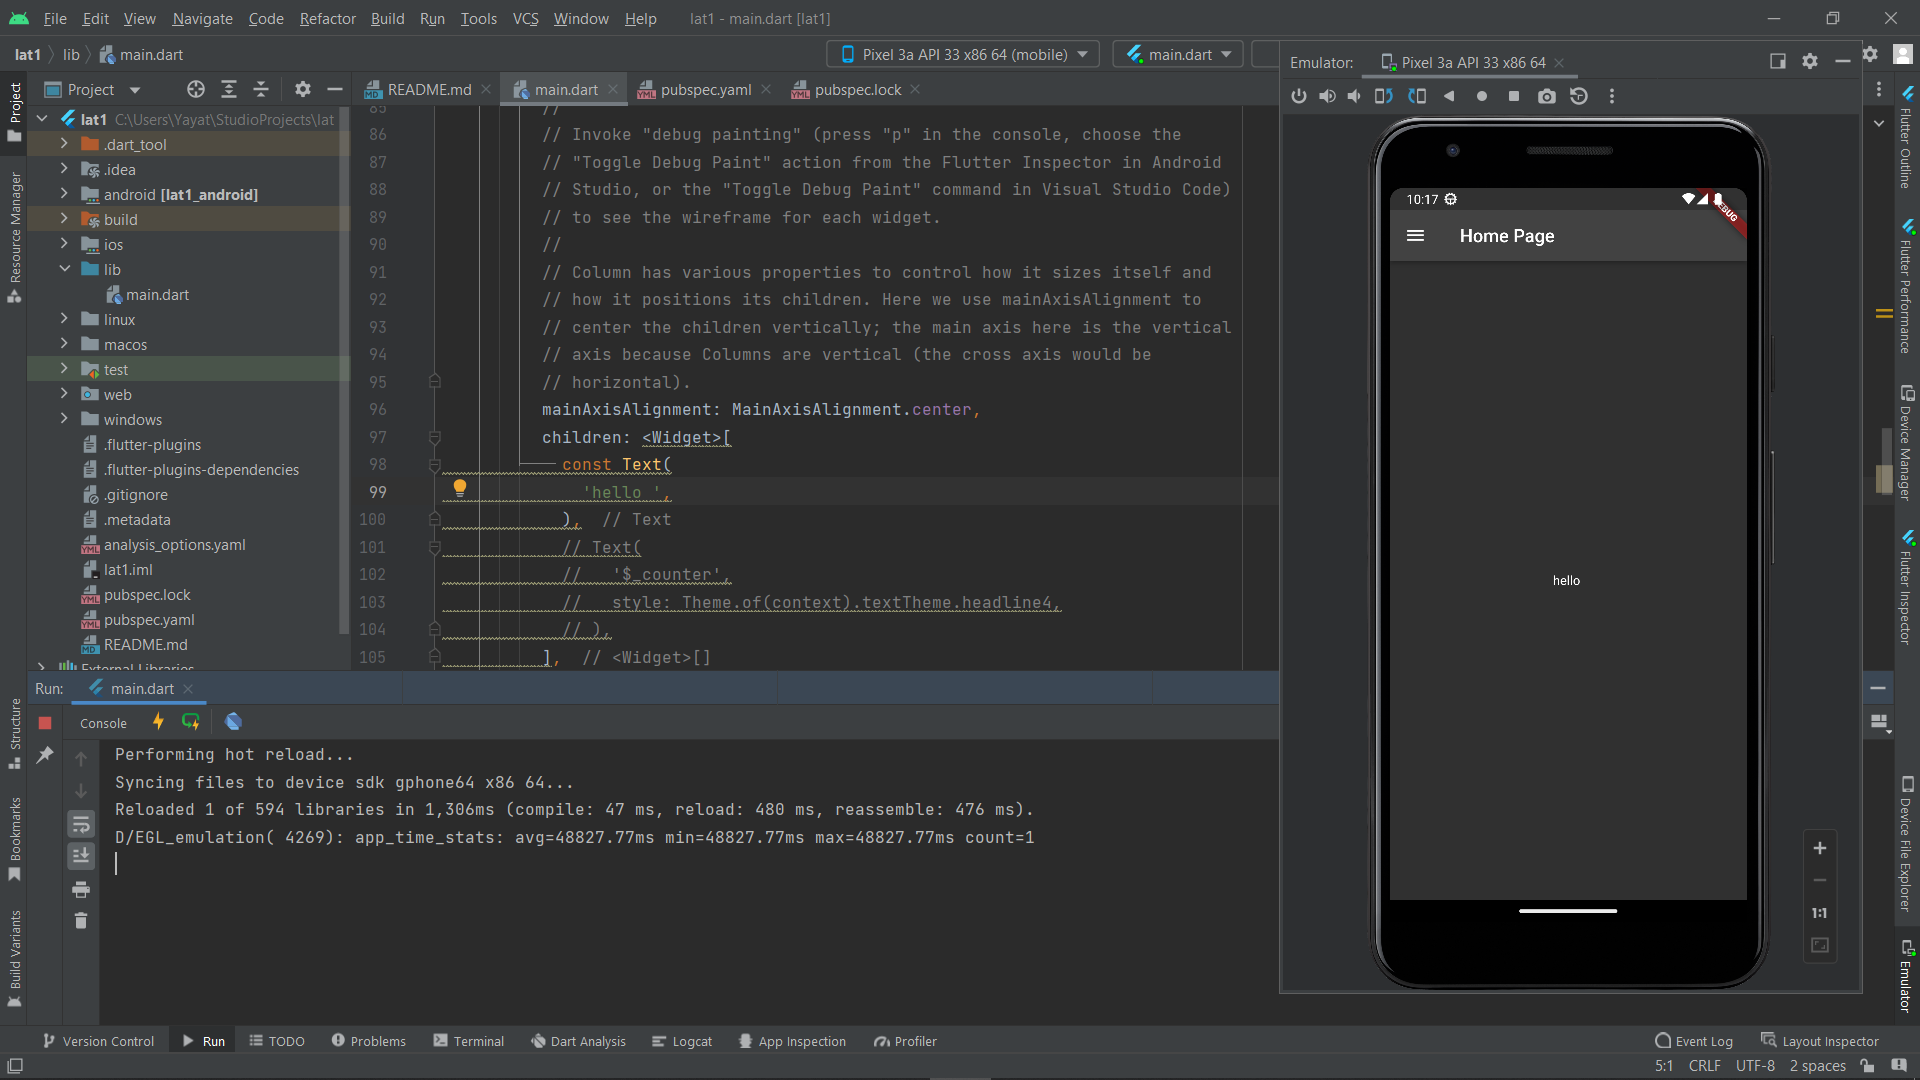 File Edit View Navigate Code Refactor Build Run Tools VCS Window Help lat1 - main.dart [lat1]
lat1 lib main.dart Pixel 3a API 33 x86 64 (mobile) main.dart
Emulator: Pixel 3a API 33 x86 64
Project
README.md main.dart pubspec.yaml pubspec.lock
lat1 C:\Users\Yayat\StudioProjects\lat
.dart_tool
.idea
android [lat1_android]
build
ios
lib
main.dart
linux
macos
test
web
windows
.flutter-plugins
.flutter-plugins-dependencies
.gitignore
.metadata
analysis_options.yaml
lat1.iml
pubspec.lock
pubspec.yaml
README.md
External Libraries
85 //
86 // Invoke "debug painting" (press "p" in the console, choose the
87 // "Toggle Debug Paint" action from the Flutter Inspector in Android
88 // Studio, or the "Toggle Debug Paint" command in Visual Studio Code)
89 // to see the wireframe for each widget.
90 //
91 // Column has various properties to control how it sizes itself and
92 // how it positions its children. Here we use mainAxisAlignment to
93 // center the children vertically; the main axis here is the vertical
94 // axis because Columns are vertical (the cross axis would be
95 // horizontal).
96 mainAxisAlignment: MainAxisAlignment.center,
97 children: <Widget>[
98 const Text(
99 'hello ',
100 ), // Text
101 // Text(
102 //   '$_counter',
103 //   style: Theme.of(context).textTheme.headline4,
104 // ),
105 ], // <Widget>[]
10:17
DEBUG
Home Page
hello
1:1
Run: main.dart
Console
Performing hot reload...
Syncing files to device sdk gphone64 x86 64...
Reloaded 1 of 594 libraries in 1,306ms (compile: 47 ms, reload: 480 ms, reassemble: 476 ms).
D/EGL_emulation( 4269): app_time_stats: avg=48827.77ms min=48827.77ms max=48827.77ms count=1
Project
Resource Manager
Structure
Bookmarks
Build Variants
Flutter Outline
Flutter Performance
Device Manager
Flutter Inspector
Device File Explorer
Emulator
Version Control Run TODO Problems Terminal Dart Analysis Logcat App Inspection Profiler Event Log Layout Inspector
5:1 CRLF UTF-8 2 spaces